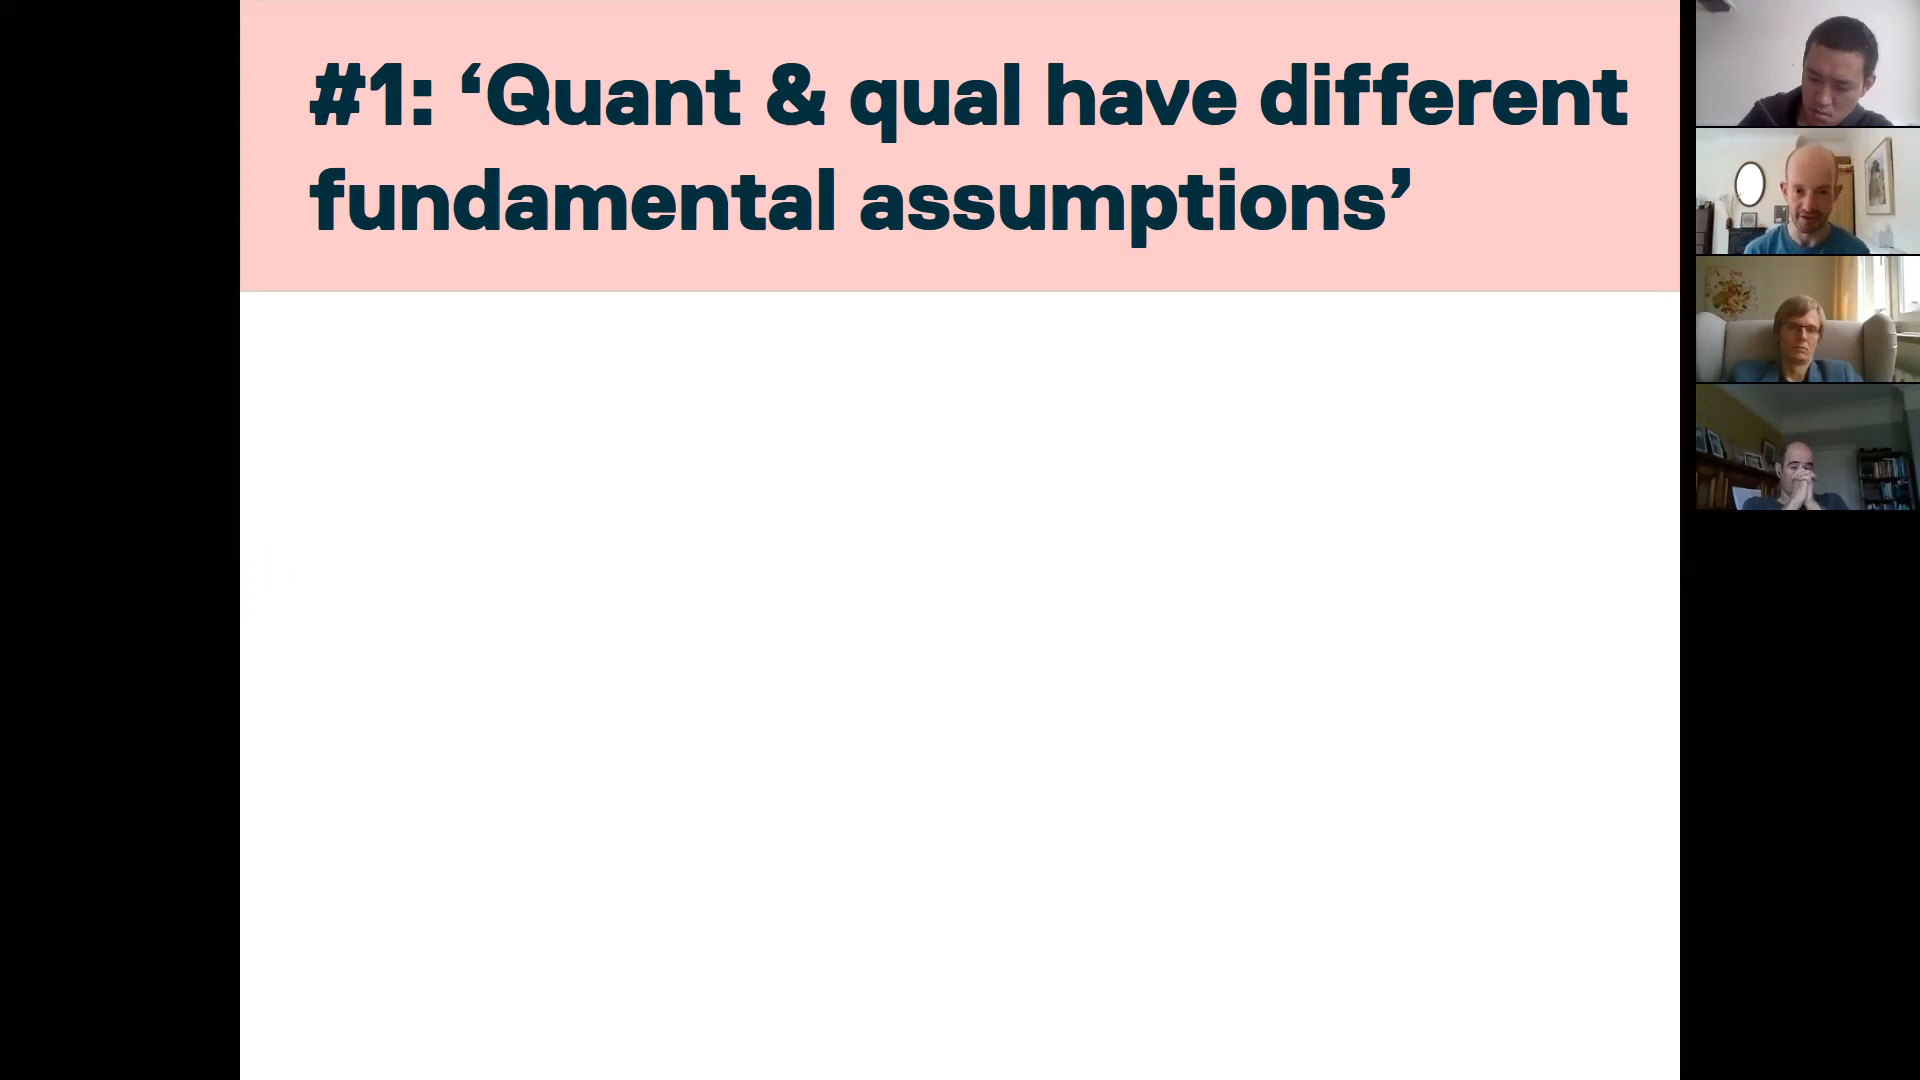 #1: ‘Quant & qual have different
fundamental assumptions’